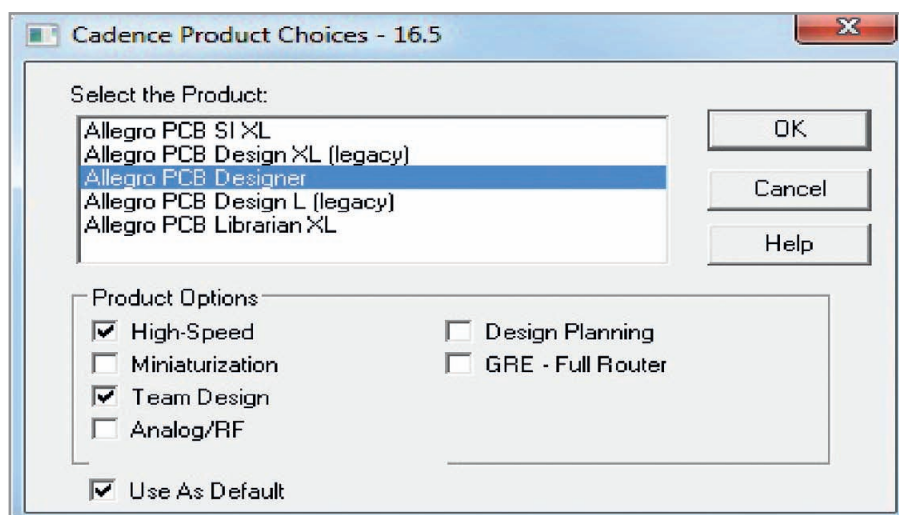 Cadence Product Choices - 16.5
X
Select the Product:
Allegro PCB SI XL
Allegro PCB Design XL (legacy)
Allegro PCB Designer
Allegro PCB Design L (legacy)
Allegro PCB Librarian XL
OK
Cancel
Help
Product Options
High-Speed
Miniaturization
Team Design
Analog/RF
Design Planning
GRE - Full Router
Use As Default